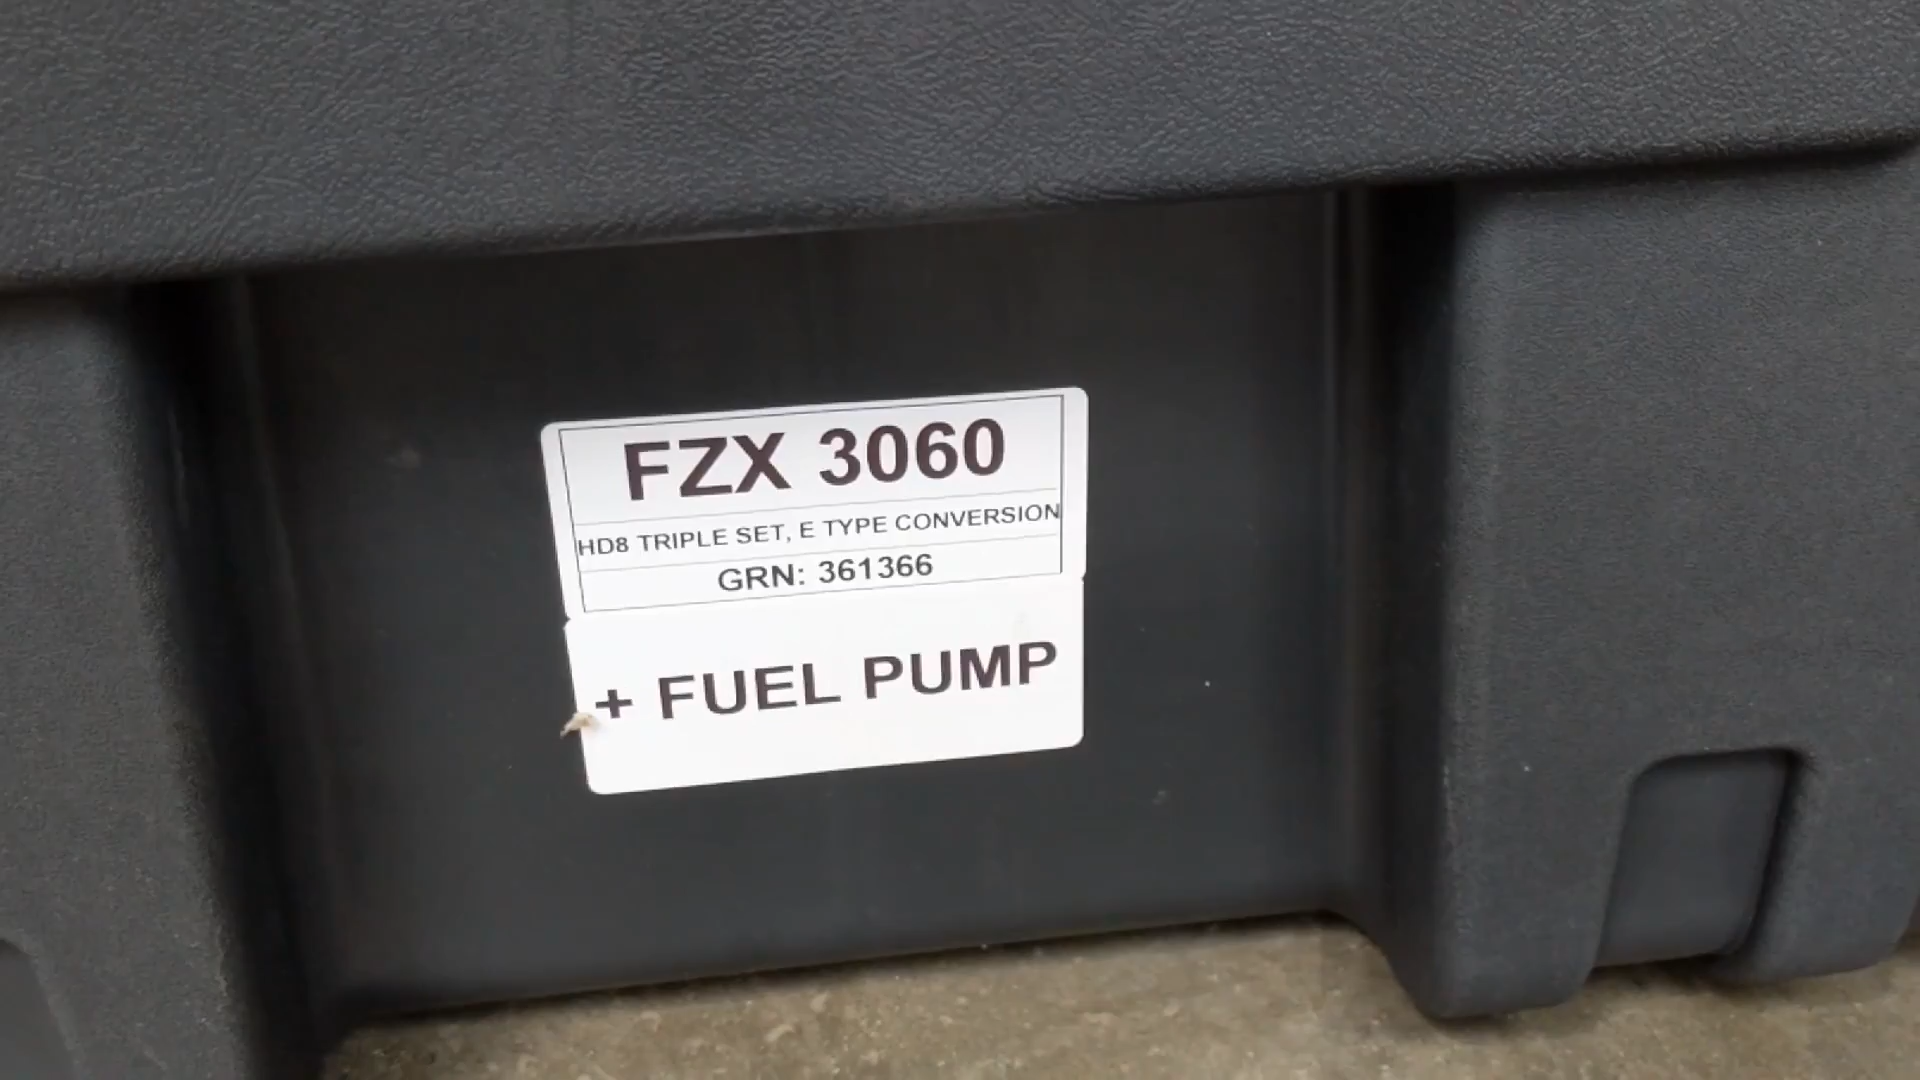 FZX 3060
HD8 TRIPLE SET, E TYPE CONVERSION
GRN: 361366
+ FUEL PUMP